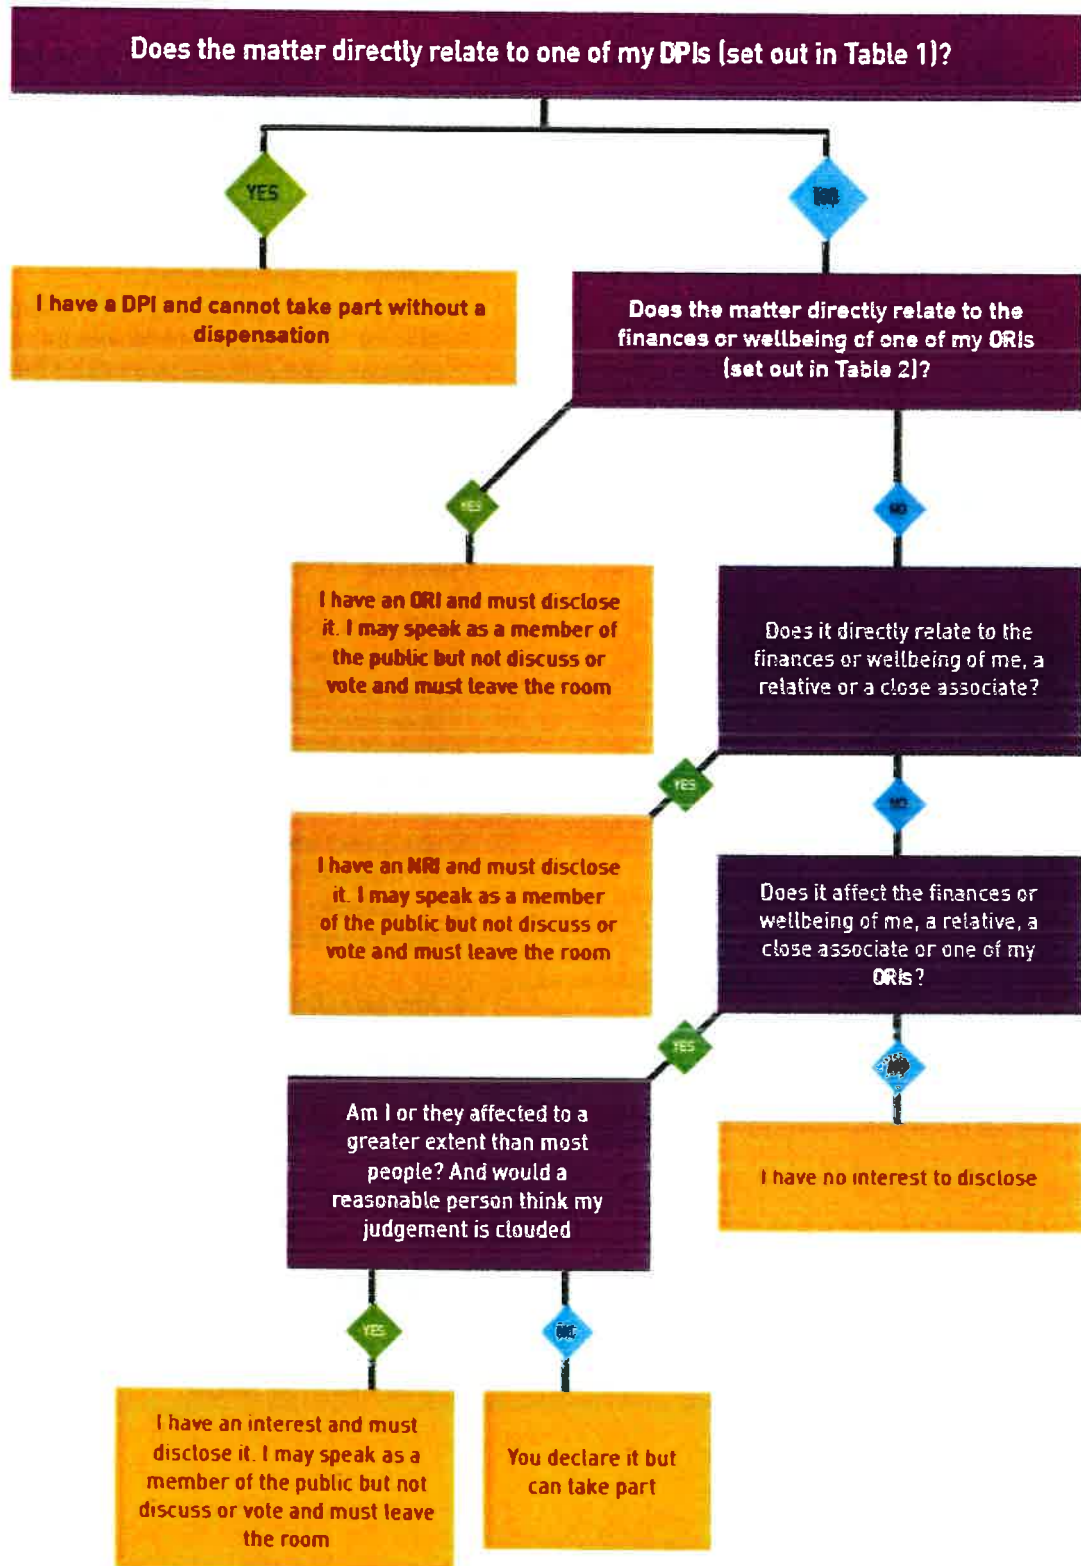 Does the matter directly relate to one of my DPIs (set out in Table 1)?
YES
I have a DPI and cannot take part without a
dispensation
Does the matter directly relate to the
finances or wellbeing of one of my ORIs
(set out in Table 2)?
YES
NO
I have an ORI and must disclose
it. I may speak as a member of
the public but not discuss or
vote and must leave the room
Does it directly relate to the
finances or wellbeing of me, a
relative or a close associate?
YES
NO
I have an NRI and must disclose
it. I may speak as a member
of the public but not discuss or
vote and must leave the room
Does it affect the finances or
wellbeing of me, a relative, a
close associate or one of my
ORIs?
YES
Am I or they affected to a
greater extent than most
people? And would a
reasonable person think my
judgement is clouded
I have no interest to disclose
YES
I have an interest and must
disclose it. I may speak as a
member of the public but not
discuss or vote and must leave
the room
You declare it but
can take part